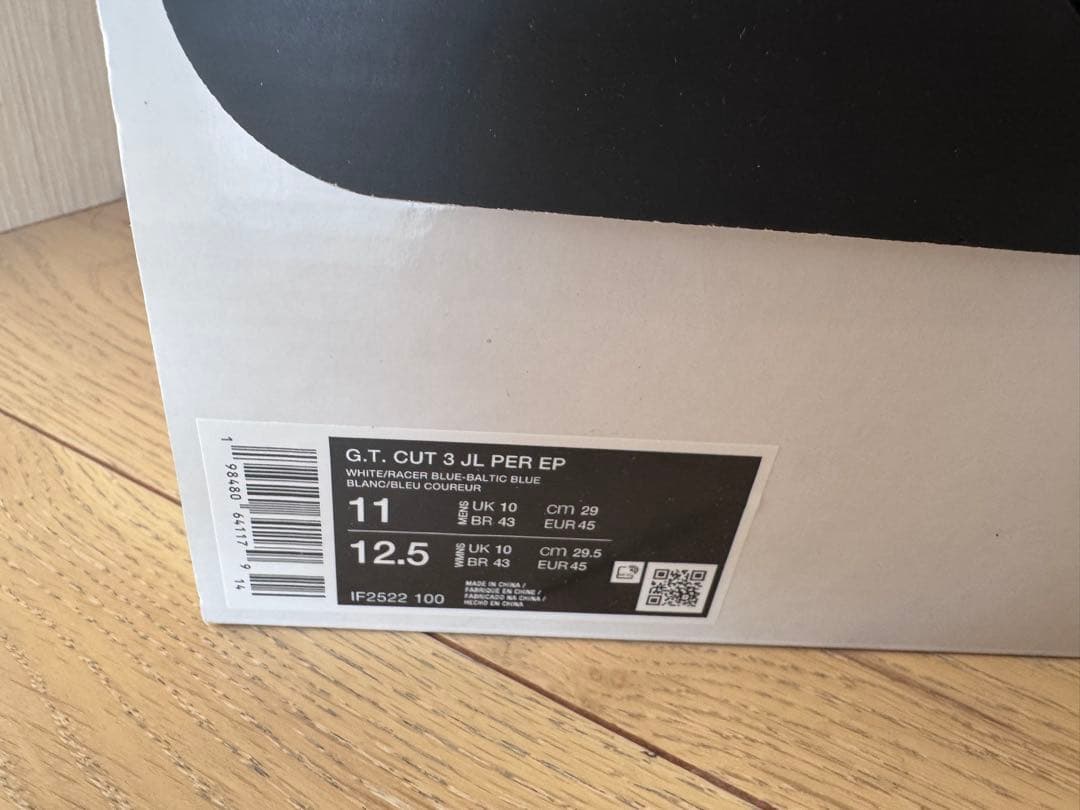 G.T. CUT 3 JL PER EP
WHITE/RACER BLUE-BALTIC BLUE
BLANC/BLEU COUREUR
11 MENS UK 10 cm 29
BR 43 EUR 45
12.5 WMNS UK 10 cm 29.5
BR 43 EUR 45
IF2522 100
MADE IN CHINA /
FABRIQUÉ EN CHINE /
FABRICADO NA CHINA /
HECHO EN CHINA
1 98480 64117 9 14